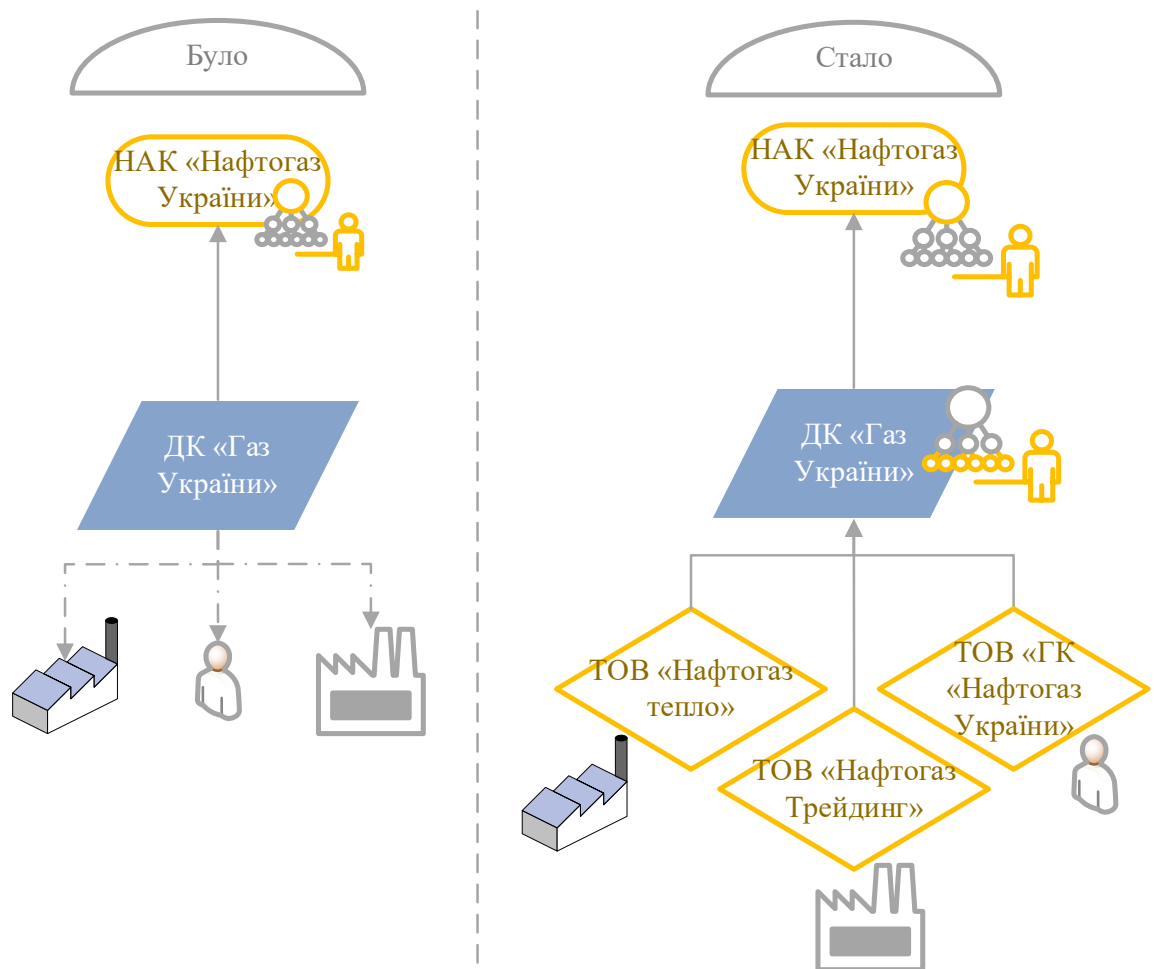 Було
НАК «Нафтогаз
України»
ДК «Газ
України»
Стало
НАК «Нафтогаз
України»
ДК «Газ
України»
ТОВ «Нафтогаз
тепло»
ТОВ «Нафтогаз
Трейдинг»
ТОВ «ГК
«Нафтогаз
України»